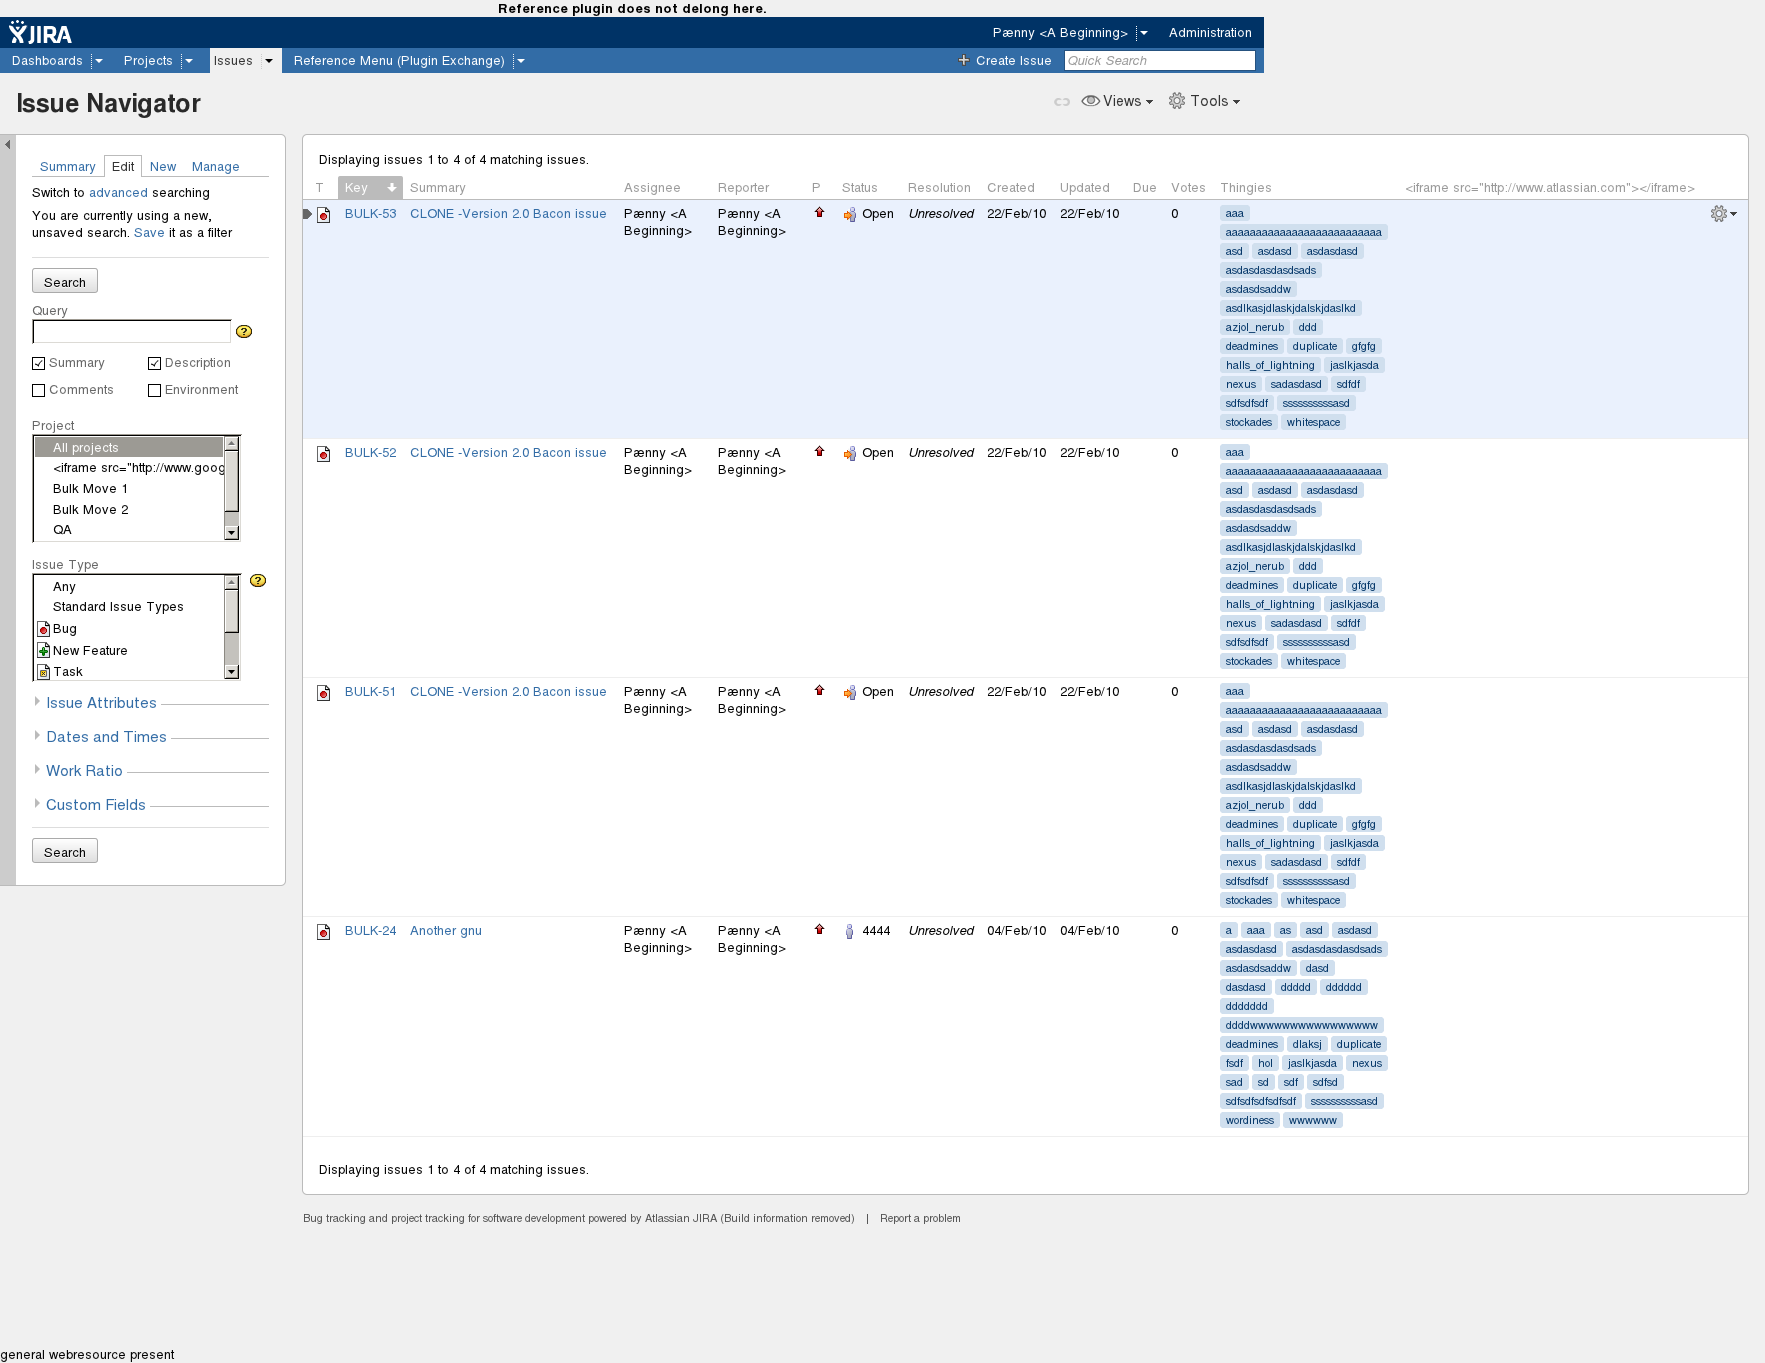 Reference plugin does not delong here.
JIRA
Pænny <A Beginning> Administration
Dashboards Projects Issues Reference Menu (Plugin Exchange) + Create Issue Quick Search
Issue Navigator
Views Tools
Summary Edit New Manage
Switch to advanced searching
You are currently using a new,
unsaved search. Save it as a filter
Search
Query
?
Summary Description
Comments Environment
Project
All projects
<iframe src="http://www.goog
Bulk Move 1
Bulk Move 2
QA
Issue Type
?
Any
Standard Issue Types
Bug
New Feature
Task
Issue Attributes
Dates and Times
Work Ratio
Custom Fields
Search
Displaying issues 1 to 4 of 4 matching issues.
T Key Summary Assignee Reporter P Status Resolution Created Updated Due Votes Thingies <iframe src="http://www.atlassian.com"></iframe>
BULK-53 CLONE -Version 2.0 Bacon issue Pænny <A Pænny <A Open Unresolved 22/Feb/10 22/Feb/10 0 aaa
Beginning> Beginning> aaaaaaaaaaaaaaaaaaaaaaaaaa
asd asdasd asdasdasd
asdasdasdasdsads
asdasdsaddw
asdlkasjdlaskjdalskjdaslkd
azjol_nerub ddd
deadmines duplicate gfgfg
halls_of_lightning jaslkjasda
nexus sadasdasd sdfdf
sdfsdfsdf ssssssssssasd
stockades whitespace
BULK-52 CLONE -Version 2.0 Bacon issue Pænny <A Pænny <A Open Unresolved 22/Feb/10 22/Feb/10 0 aaa
Beginning> Beginning> aaaaaaaaaaaaaaaaaaaaaaaaaa
asd asdasd asdasdasd
asdasdasdasdsads
asdasdsaddw
asdlkasjdlaskjdalskjdaslkd
azjol_nerub ddd
deadmines duplicate gfgfg
halls_of_lightning jaslkjasda
nexus sadasdasd sdfdf
sdfsdfsdf ssssssssssasd
stockades whitespace
BULK-51 CLONE -Version 2.0 Bacon issue Pænny <A Pænny <A Open Unresolved 22/Feb/10 22/Feb/10 0 aaa
Beginning> Beginning> aaaaaaaaaaaaaaaaaaaaaaaaaa
asd asdasd asdasdasd
asdasdasdasdsads
asdasdsaddw
asdlkasjdlaskjdalskjdaslkd
azjol_nerub ddd
deadmines duplicate gfgfg
halls_of_lightning jaslkjasda
nexus sadasdasd sdfdf
sdfsdfsdf ssssssssssasd
stockades whitespace
BULK-24 Another gnu Pænny <A Pænny <A 4444 Unresolved 04/Feb/10 04/Feb/10 0 a aaa as asd asdasd
Beginning> Beginning> asdasdasd asdasdasdasdsads
asdasdsaddw dasd
dasdasd ddddd dddddd
ddddddd
ddddwwwwwwwwwwwwwwww
deadmines dlaksj duplicate
fsdf hol jaslkjasda nexus
sad sd sdf sdfsd
sdfsdfsdfsdfsdf ssssssssssasd
wordiness wwwwww
Displaying issues 1 to 4 of 4 matching issues.
Bug tracking and project tracking for software development powered by Atlassian JIRA (Build information removed) | Report a problem
general webresource present